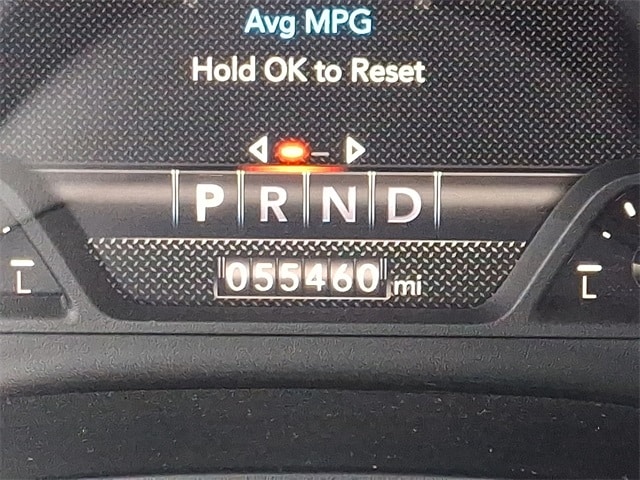 Avg MPG
Hold OK to Reset
P R N D
055460 mi
L
L